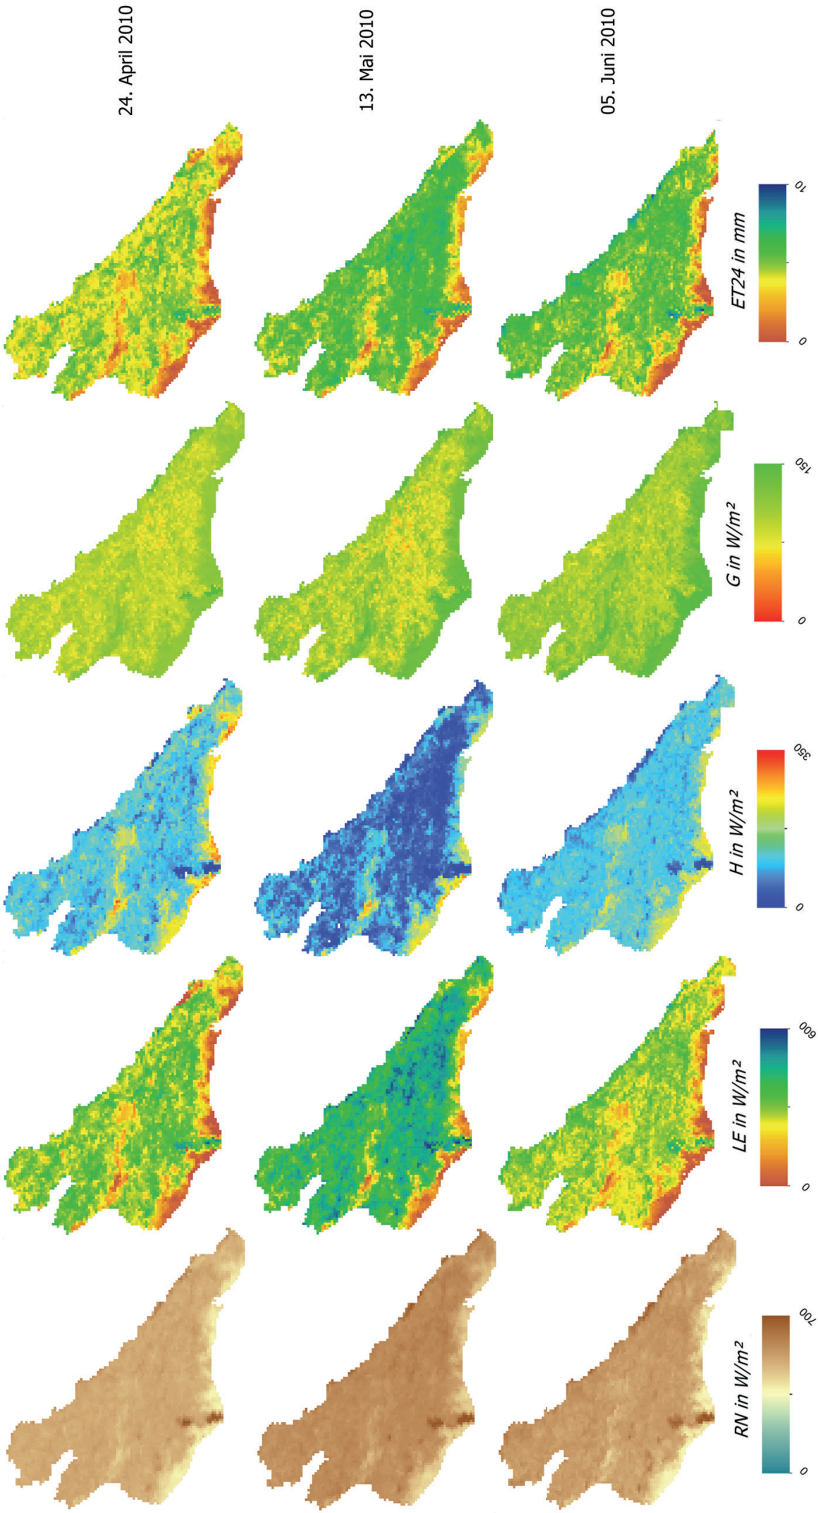 24. April 2010
13. Mai 2010
05. Juni 2010
ET24 in mm
0
10
G in W/m²
0
150
H in W/m²
0
350
LE in W/m²
0
600
RN in W/m²
0
700